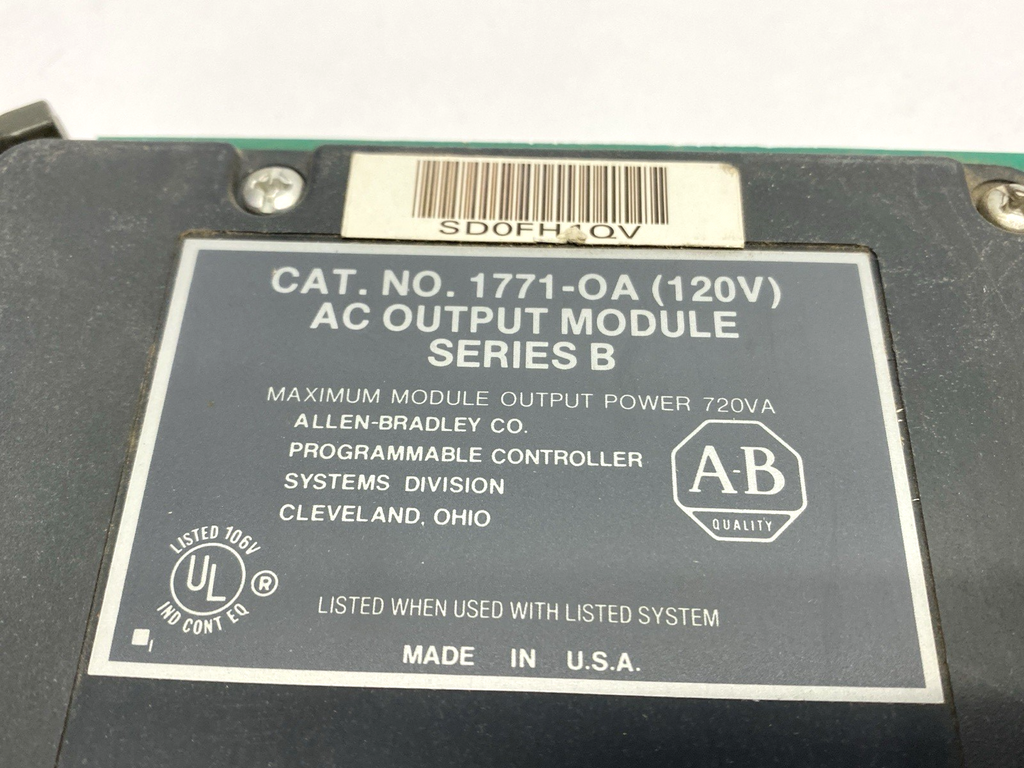 SD0FH4QV
CAT. NO. 1771-OA (120V)
AC OUTPUT MODULE
SERIES B
MAXIMUM MODULE OUTPUT POWER 720VA
ALLEN-BRADLEY CO.
PROGRAMMABLE CONTROLLER
SYSTEMS DIVISION
CLEVELAND, OHIO
A-B
QUALITY
LISTED 106V
UL ®
IND CONT EQ
LISTED WHEN USED WITH LISTED SYSTEM
MADE IN U.S.A.